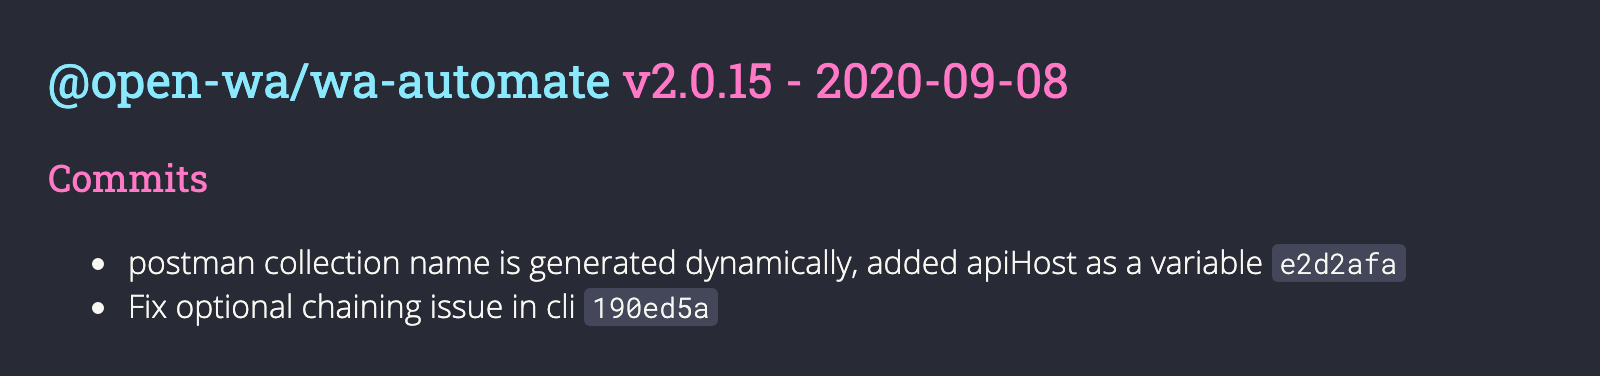 @open-wa/wa-automate v2.0.15 - 2020-09-08
Commits
postman collection name is generated dynamically, added apiHost as a variable e2d2afa
Fix optional chaining issue in cli 190ed5a